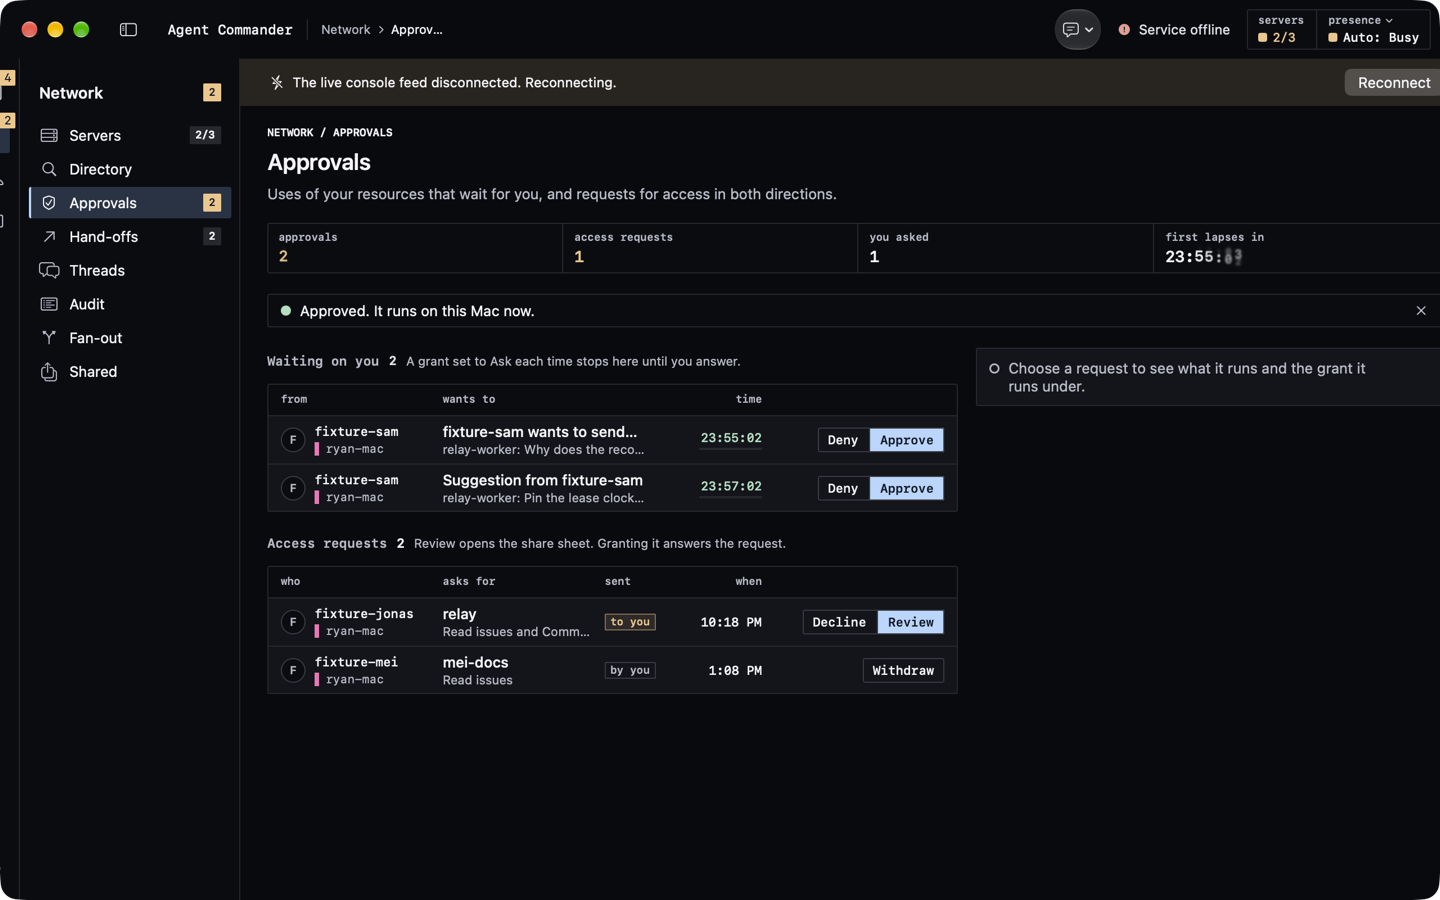 Agent Commander
Network > Approv...
Service offline
servers
2/3
presence
Auto: Busy
4
2
Network
2
Servers
2/3
Directory
Approvals
2
Hand-offs
2
Threads
Audit
Fan-out
Shared
The live console feed disconnected. Reconnecting.
Reconnect
NETWORK / APPROVALS
Approvals
Uses of your resources that wait for you, and requests for access in both directions.
approvals
2
access requests
1
you asked
1
first lapses in
23:55:
Approved. It runs on this Mac now.
Waiting on you 2 A grant set to Ask each time stops here until you answer.
from wants to time
F
fixture-sam
ryan-mac
fixture-sam wants to send...
relay-worker: Why does the reco...
23:55:02
Deny
Approve
F
fixture-sam
ryan-mac
Suggestion from fixture-sam
relay-worker: Pin the lease clock...
23:57:02
Deny
Approve
Access requests 2 Review opens the share sheet. Granting it answers the request.
who asks for sent when
F
fixture-jonas
ryan-mac
relay
Read issues and Comm...
to you
10:18 PM
Decline
Review
F
fixture-mei
ryan-mac
mei-docs
Read issues
by you
1:08 PM
Withdraw
Choose a request to see what it runs and the grant it
runs under.